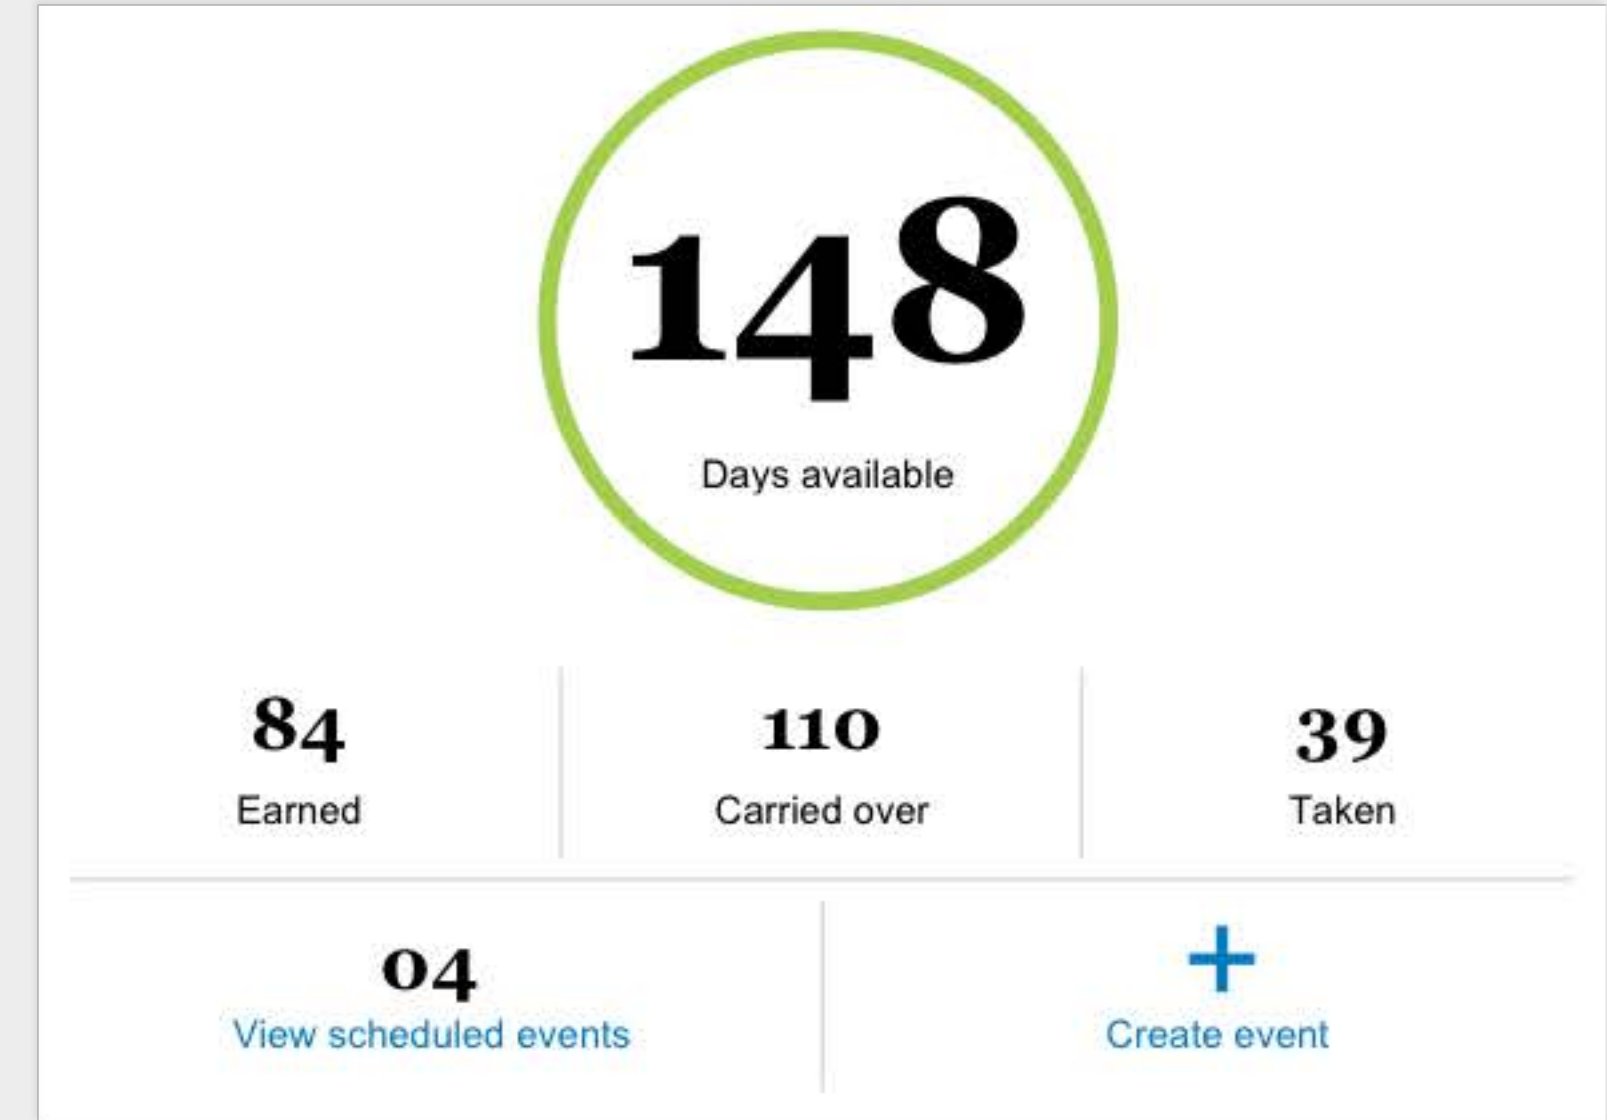 148
Days available
84
Earned
110
Carried over
39
Taken
04
View scheduled events
+
Create event